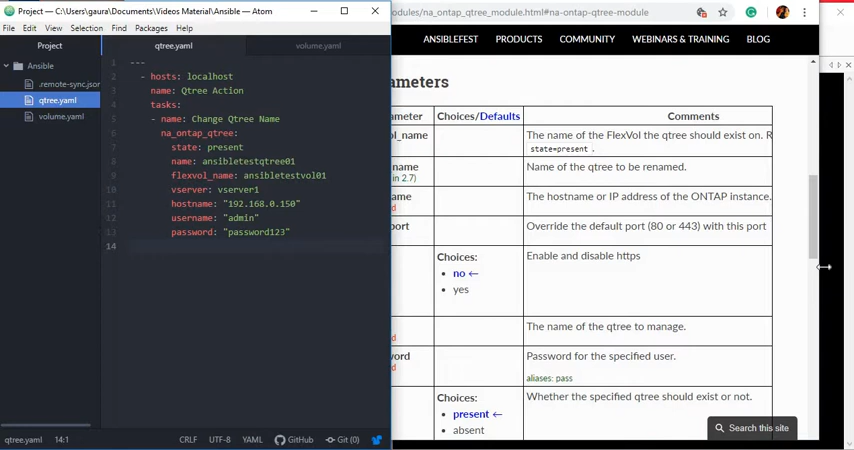 Project — C:\Users\gaura\Documents\Videos Material\Ansible — Atom
File Edit View Selection Find Packages Help
Project
Ansible
.remote-sync.jsor
qtree.yaml
volume.yaml
qtree.yaml
volume.yaml
1 ---
2 - hosts: localhost
3 name: Qtree Action
4 tasks:
5 - name: Change Qtree Name
6 na_ontap_qtree:
7 state: present
8 name: ansibletestqtree01
9 flexvol_name: ansibletestvol01
10 vserver: vserver1
11 hostname: "192.168.0.150"
12 username: "admin"
13 password: "password123"
14
qtree.yaml 14:1 CRLF UTF-8 YAML GitHub Git (0)
odules/na_ontap_qtree_module.html#na-ontap-qtree-module
ANSIBLEFEST PRODUCTS COMMUNITY WEBINARS & TRAINING BLOG
ameters
ameter Choices/Defaults Comments
ol_name The name of the FlexVol the qtree should exist on. R
state=present .
name Name of the qtree to be renamed.
in 2.7)
ame The hostname or IP address of the ONTAP instance.
d
port Override the default port (80 or 443) with this port
Choices: Enable and disable https
no ←
yes
The name of the qtree to manage.
d
ord Password for the specified user.
d
aliases: pass
Choices: Whether the specified qtree should exist or not.
present ←
absent
Search this site